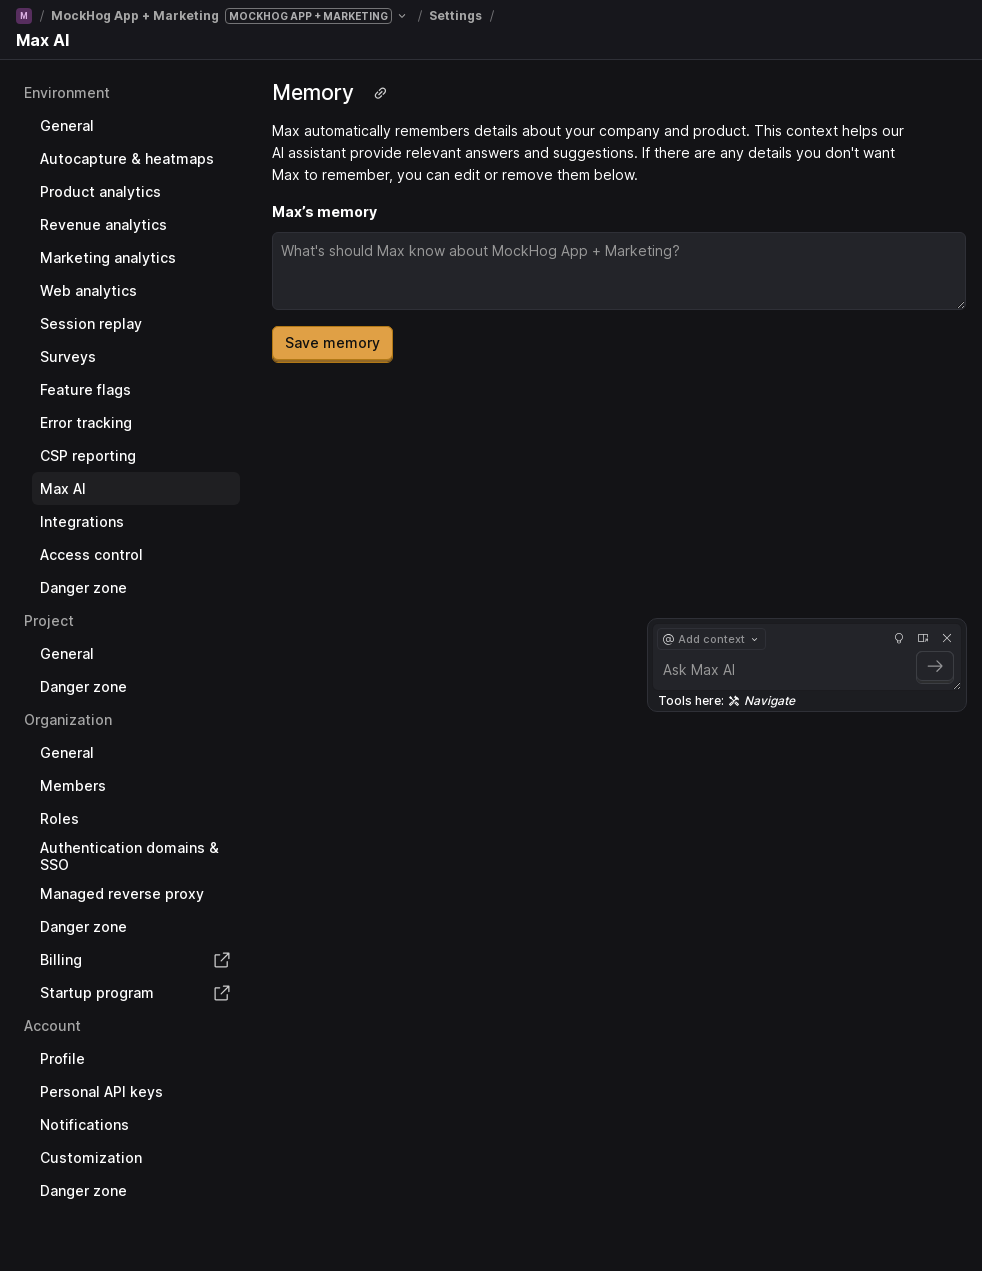 M / MockHog App + Marketing MOCKHOG APP + MARKETING / Settings /
Max AI
Environment
General
Autocapture & heatmaps
Product analytics
Revenue analytics
Marketing analytics
Web analytics
Session replay
Surveys
Feature flags
Error tracking
CSP reporting
Max AI
Integrations
Access control
Danger zone
Project
General
Danger zone
Organization
General
Members
Roles
Authentication domains &
SSO
Managed reverse proxy
Danger zone
Billing
Startup program
Account
Profile
Personal API keys
Notifications
Customization
Danger zone
Memory
Max automatically remembers details about your company and product. This context helps our
AI assistant provide relevant answers and suggestions. If there are any details you don't want
Max to remember, you can edit or remove them below.
Max’s memory
What's should Max know about MockHog App + Marketing?
Save memory
@ Add context
Ask Max AI
Tools here: Navigate